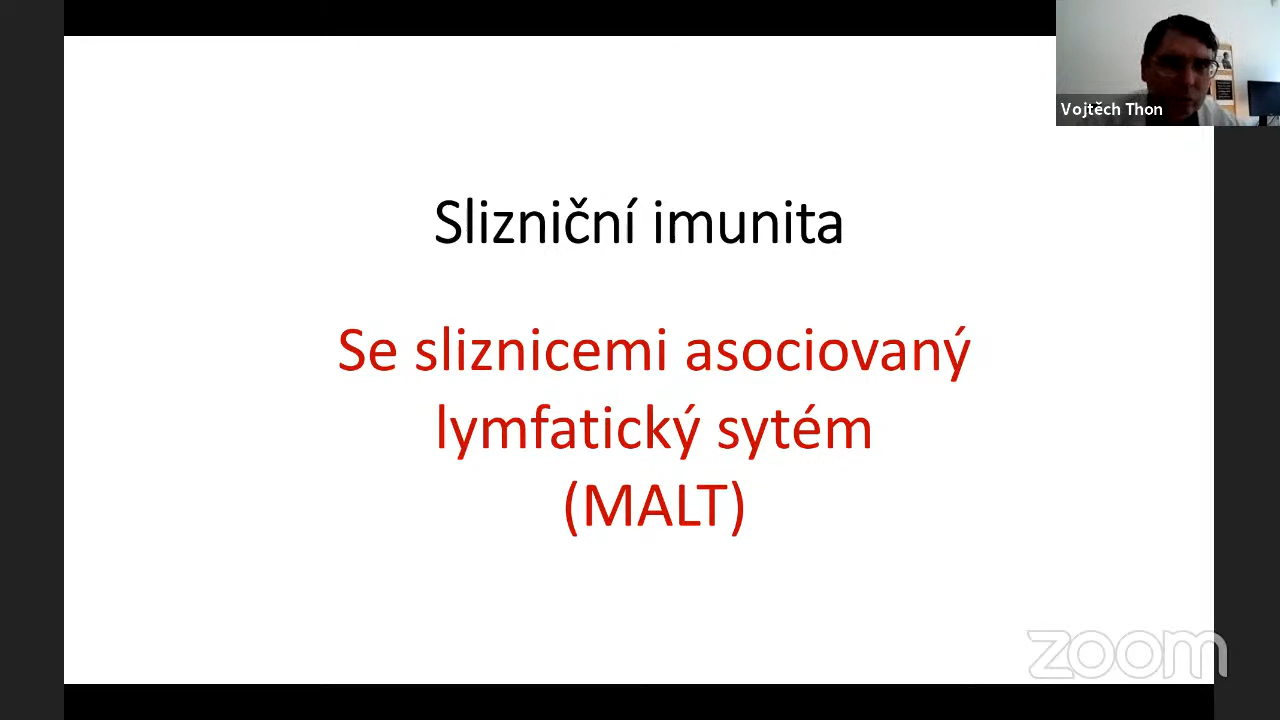 Vojtěch Thon
Slizniční imunita
Se sliznicemi asociovaný
lymfatický sytém
(MALT)
zoom